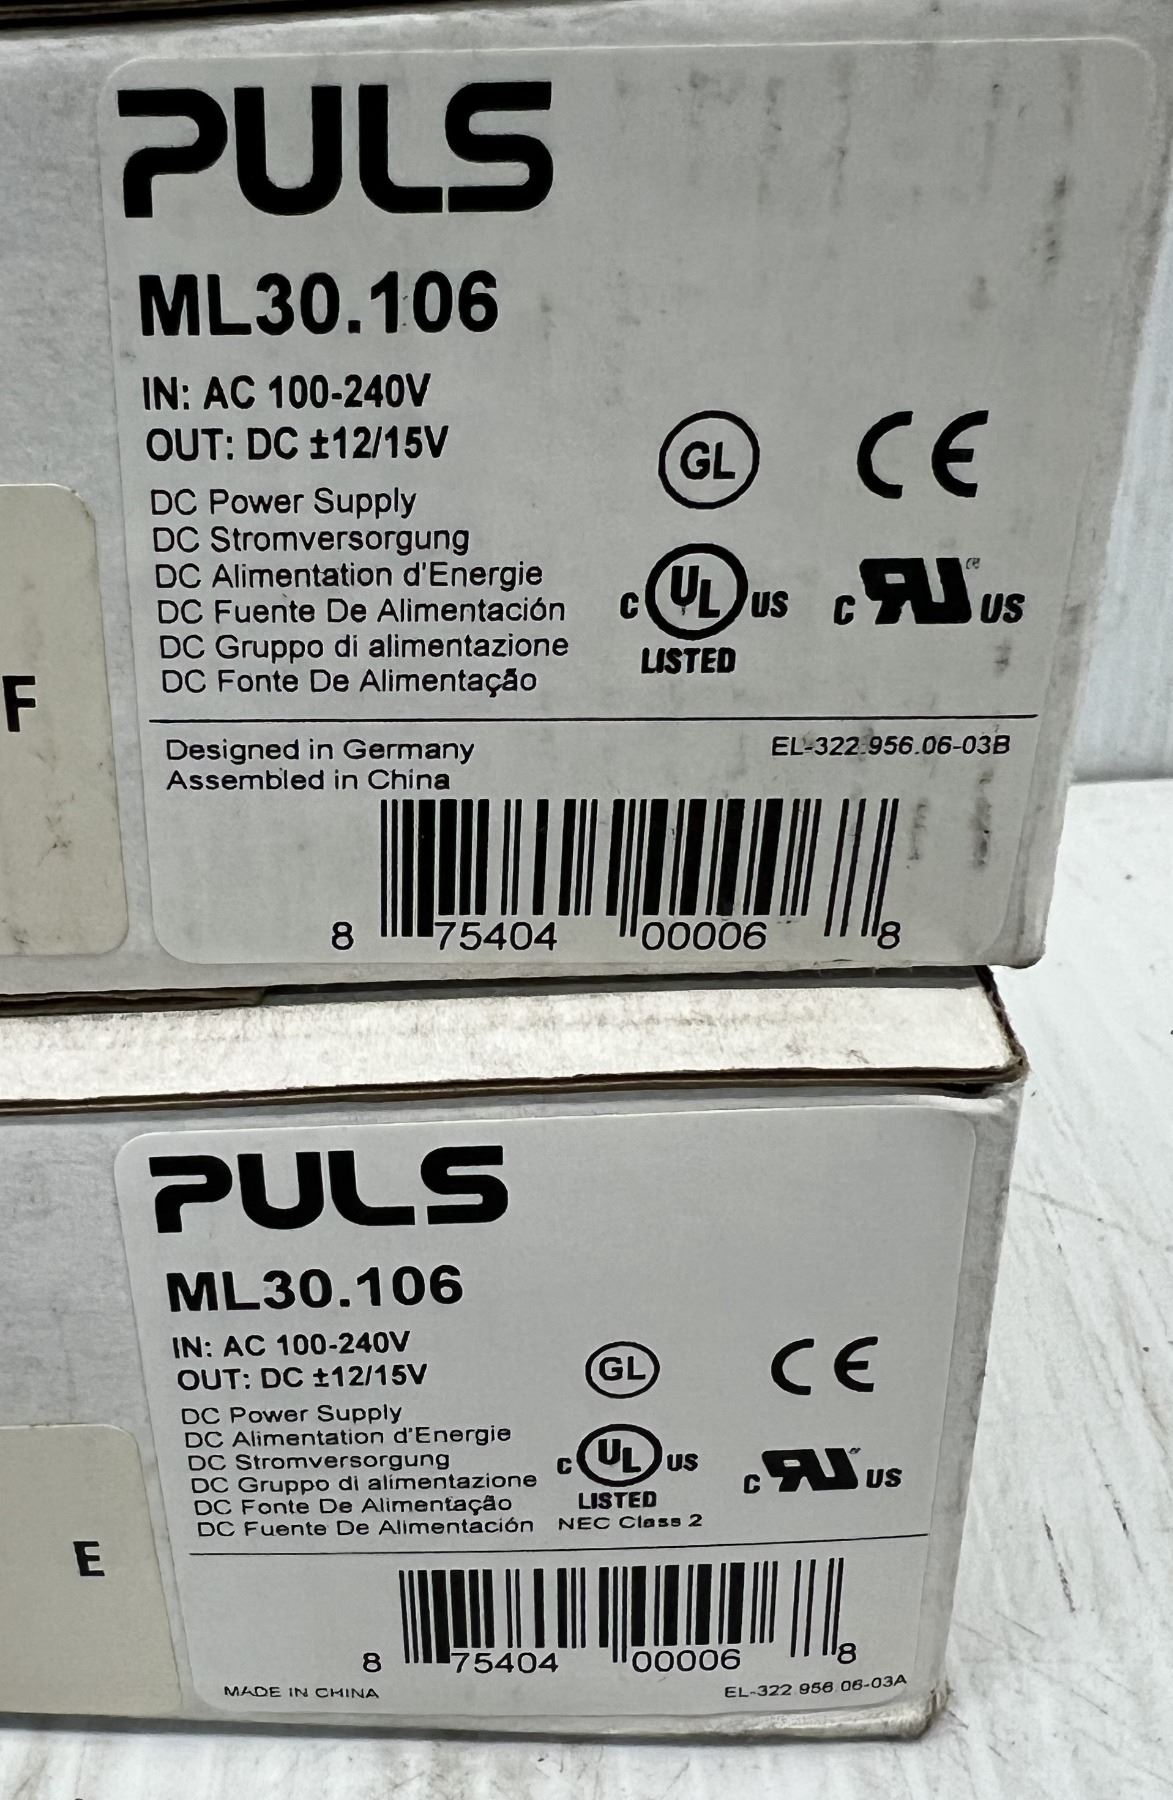 PULS
ML30.106
IN: AC 100-240V
OUT: DC ±12/15V
DC Power Supply
DC Stromversorgung
DC Alimentation d'Energie
DC Fuente De Alimentación
DC Gruppo di alimentazione
DC Fonte De Alimentação
GL
CE
C UL US
LISTED
C RU US
F
Designed in Germany
Assembled in China
EL-322.956.06-03B
8 75404 00006 8
PULS
ML30.106
IN: AC 100-240V
OUT: DC ±12/15V
DC Power Supply
DC Alimentation d'Energie
DC Stromversorgung
DC Gruppo di alimentazione
DC Fonte De Alimentação
DC Fuente De Alimentación
GL
CE
C UL US
LISTED
NEC Class 2
C RU US
E
8 75404 00006 8
MADE IN CHINA
EL-322.956.06-03A